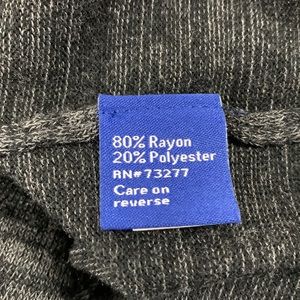 80% Rayon
20% Polyester
RN#73277
Care on
reverse